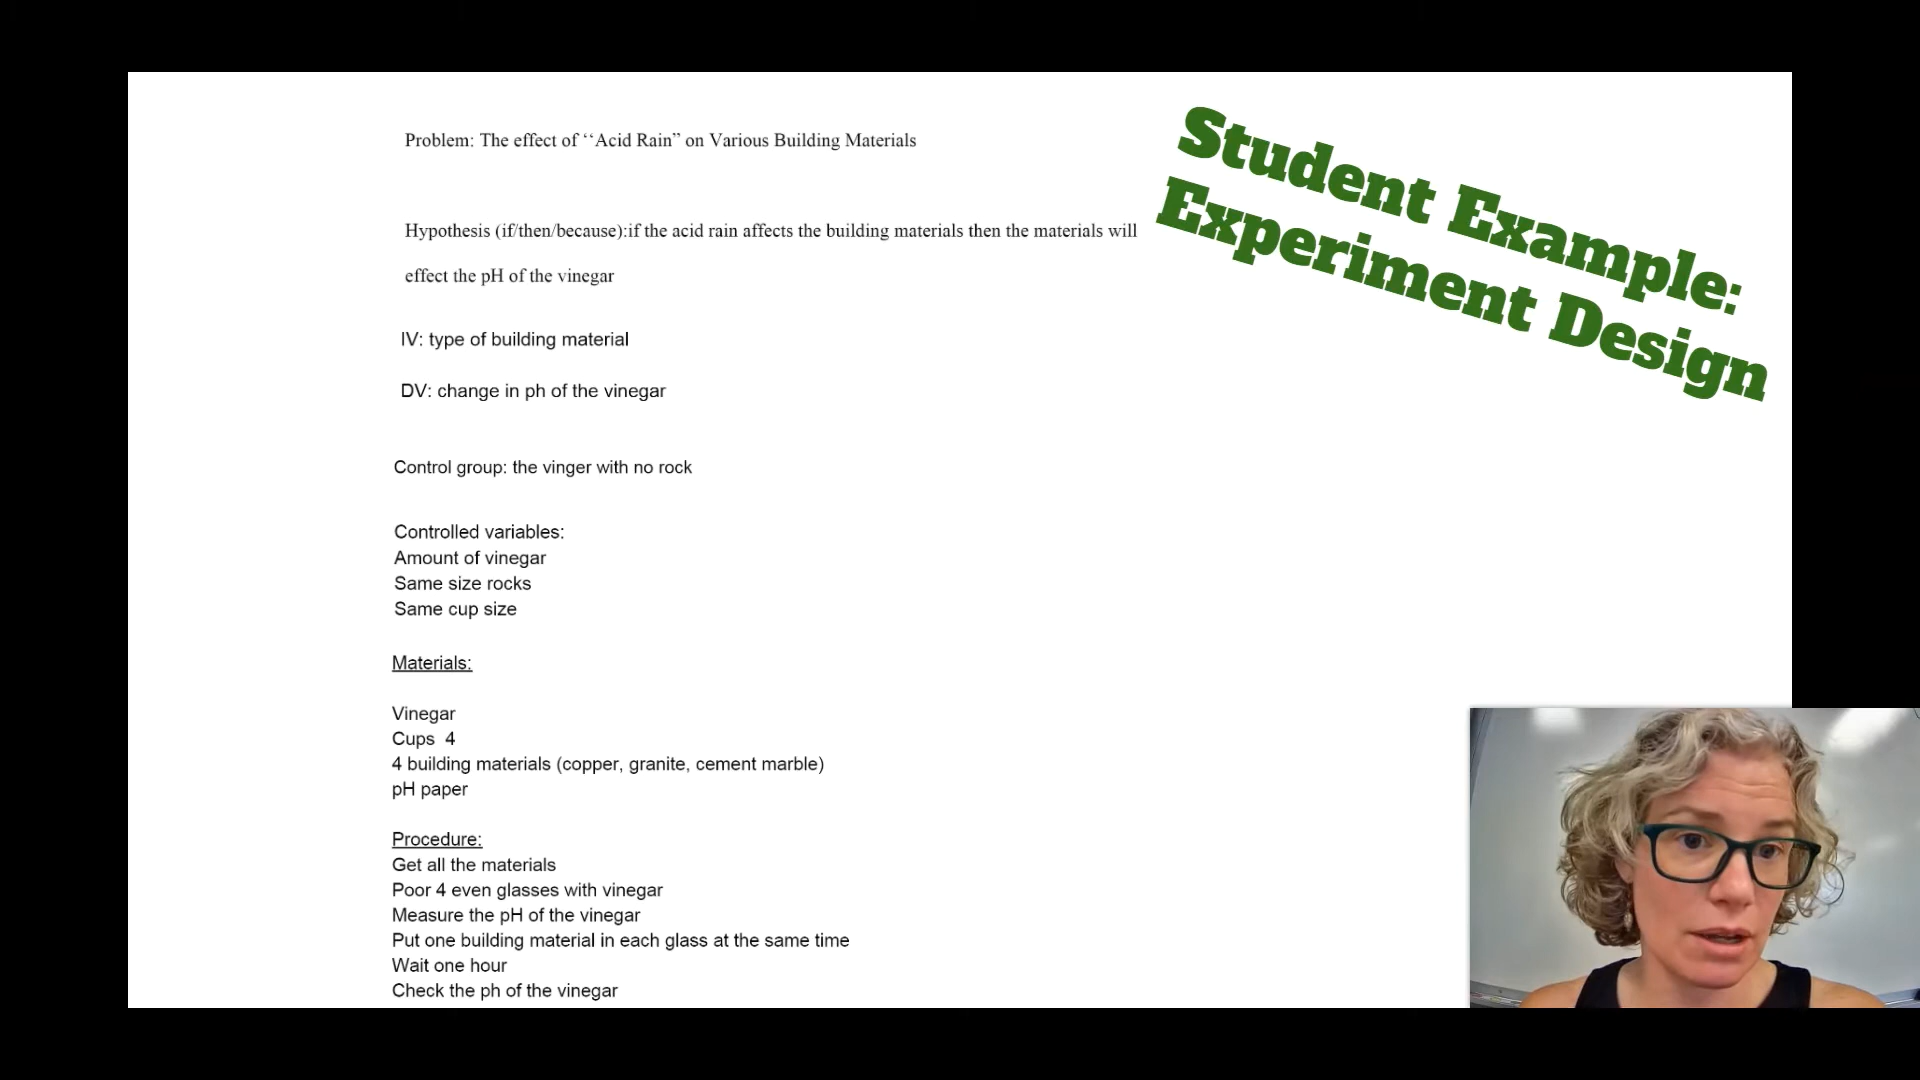 Student Example:
Experiment Design
Problem: The effect of ‘‘Acid Rain” on Various Building Materials
Hypothesis (if/then/because):if the acid rain affects the building materials then the materials will
effect the pH of the vinegar
IV: type of building material
DV: change in ph of the vinegar
Control group: the vinger with no rock
Controlled variables:
Amount of vinegar
Same size rocks
Same cup size
Materials:
Vinegar
Cups  4
4 building materials (copper, granite, cement marble)
pH paper
Procedure:
Get all the materials
Poor 4 even glasses with vinegar
Measure the pH of the vinegar
Put one building material in each glass at the same time
Wait one hour
Check the ph of the vinegar